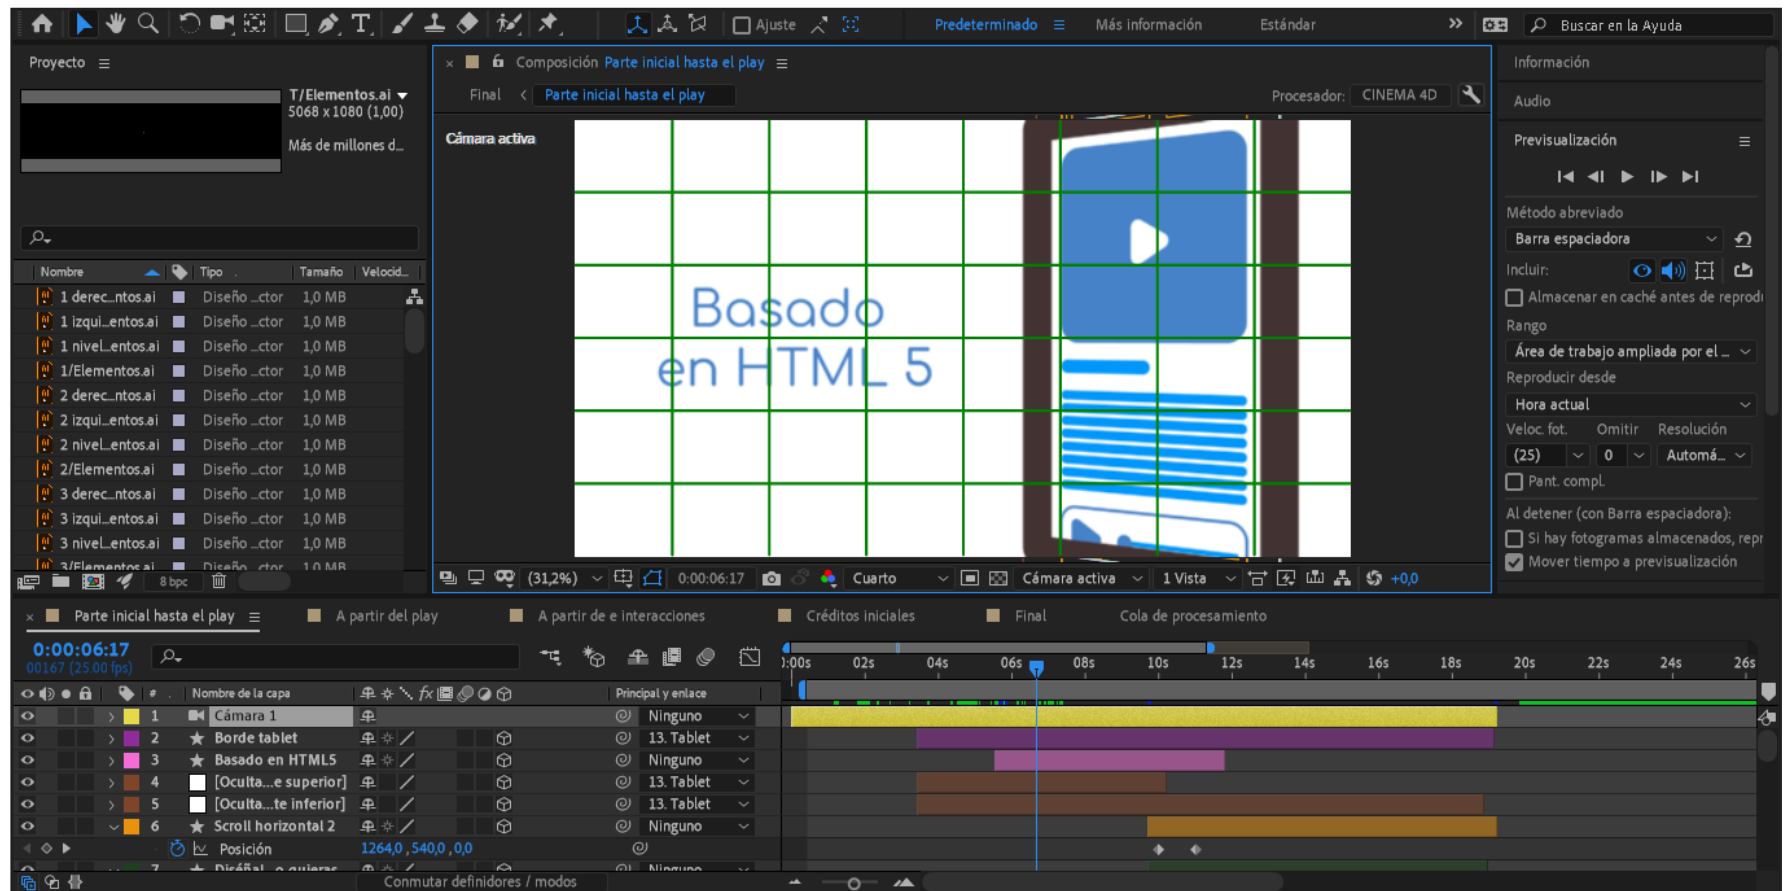 Ajuste
Predeterminado
Más información
Estándar
Buscar en la Ayuda
Proyecto
T/Elementos.ai
5068 x 1080 (1,00)
Más de millones d...
Nombre Tipo Tamaño Velocid...
1 derec...ntos.ai Diseño ...ctor 1,0 MB
1 izqui...entos.ai Diseño ...ctor 1,0 MB
1 nivel...entos.ai Diseño ...ctor 1,0 MB
1/Elementos.ai Diseño ...ctor 1,0 MB
2 derec...ntos.ai Diseño ...ctor 1,0 MB
2 izqui...entos.ai Diseño ...ctor 1,0 MB
2 nivel...entos.ai Diseño ...ctor 1,0 MB
2/Elementos.ai Diseño ...ctor 1,0 MB
3 derec...ntos.ai Diseño ...ctor 1,0 MB
3 izqui...entos.ai Diseño ...ctor 1,0 MB
3 nivel...entos.ai Diseño ...ctor 1,0 MB
3/Elementos.ai Diseño ...ctor 1,0 MB
8 bpc
Composición Parte inicial hasta el play
Final < Parte inicial hasta el play
Procesador: CINEMA 4D
Cámara activa
Basado
en HTML 5
(31,2%) 0:00:06:17 Cuarto Cámara activa 1 Vista +0,0
Información
Audio
Previsualización
Método abreviado
Barra espaciadora
Incluir:
Almacenar en caché antes de reprodu
Rango
Área de trabajo ampliada por el ...
Reproducir desde
Hora actual
Veloc. fot. Omitir Resolución
(25) 0 Automá...
Pant. compl.
Al detener (con Barra espaciadora):
Si hay fotogramas almacenados, repr
Mover tiempo a previsualización
Parte inicial hasta el play
A partir del play
A partir de e interacciones
Créditos iniciales
Final
Cola de procesamiento
0:00:06:17
00167 (25.00 fps)
):00s 02s 04s 06s 08s 10s 12s 14s 16s 18s 20s 22s 24s 26s
# Nombre de la capa fx Principal y enlace
1 Cámara 1 Ninguno
2 Borde tablet 13. Tablet
3 Basado en HTML5 Ninguno
4 [Oculta...e superior] 13. Tablet
5 [Oculta...te inferior] 13. Tablet
6 Scroll horizontal 2 Ninguno
Posición 1264,0 ,540,0 ,0,0
7 Diséñal...o quieras Ninguno
Conmutar definidores / modos